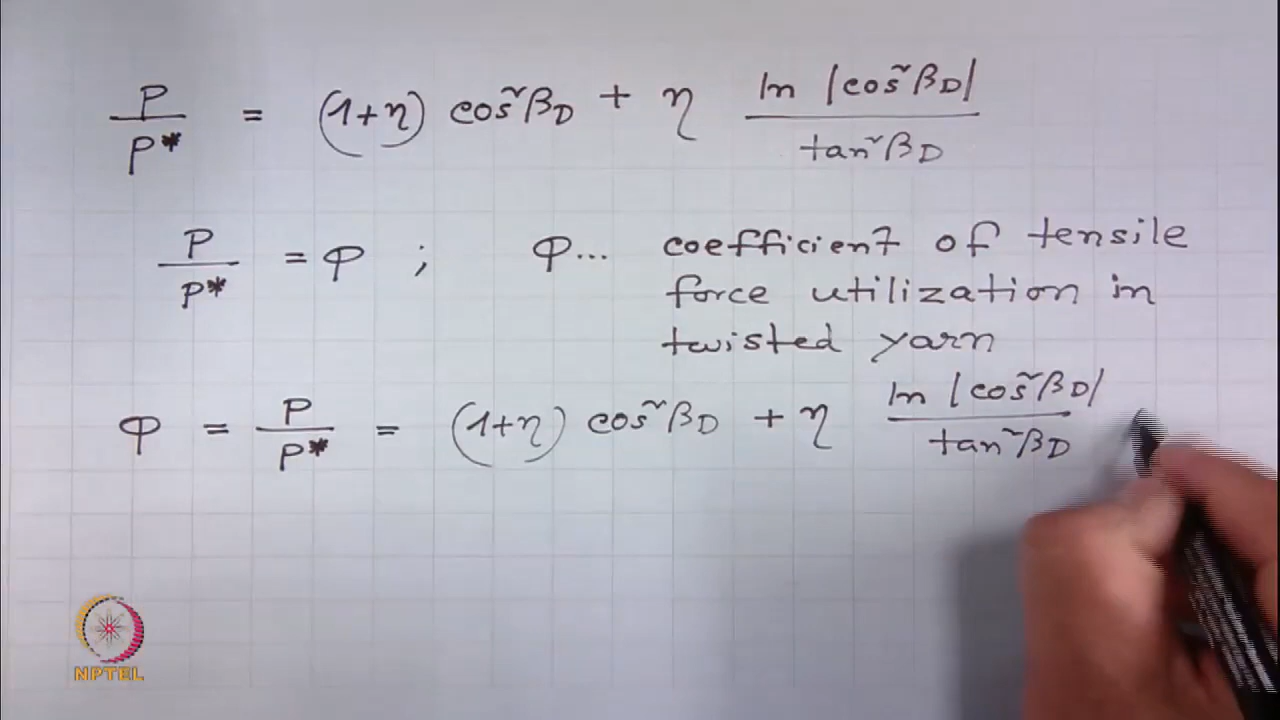 P/P* = (1+η) cos²β_D + η ln |cos²β_D| / tan²β_D
P/P* = φ ; φ... coefficient of tensile
force utilization in
twisted yarn
φ = P/P* = (1+η) cos²β_D + η ln |cos²β_D| / tan²β_D
NPTEL